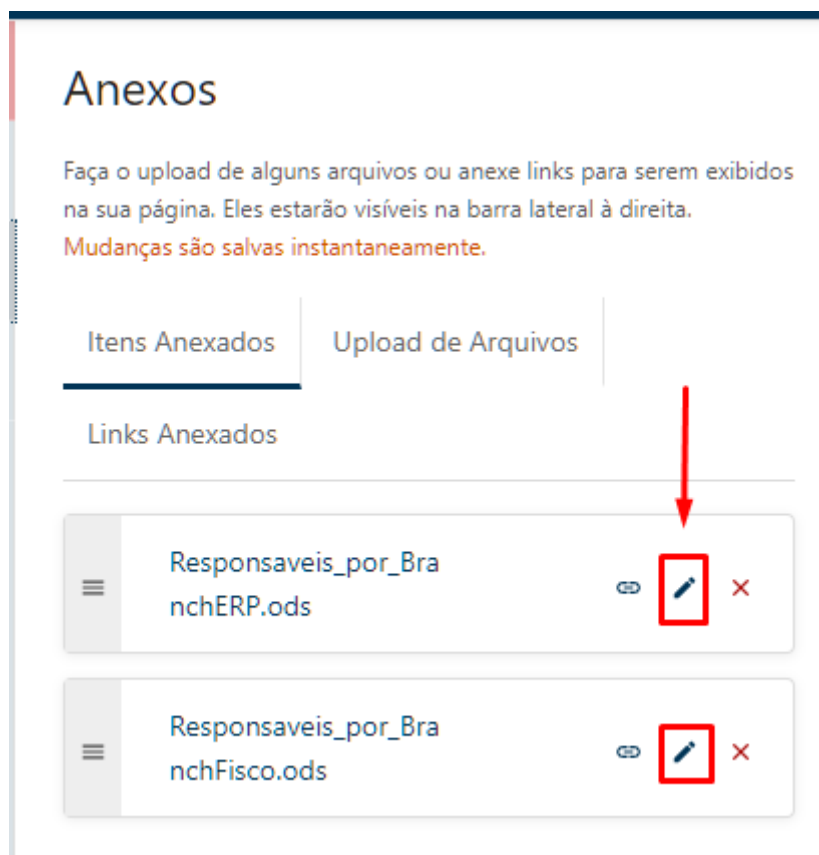 Anexos
Faça o upload de alguns arquivos ou anexe links para serem exibidos
na sua página. Eles estarão visíveis na barra lateral à direita.
Mudanças são salvas instantaneamente.
Itens Anexados
Upload de Arquivos
Links Anexados
Responsaveis_por_Bra
nchERP.ods
Responsaveis_por_Bra
nchFisco.ods